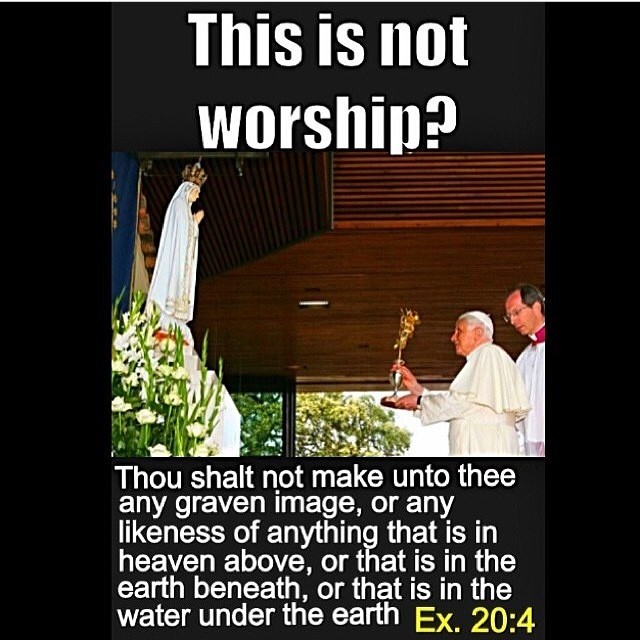 This is not
worship?
Thou shalt not make unto thee
any graven image, or any
likeness of anything that is in
heaven above, or that is in the
earth beneath, or that is in the
water under the earth Ex. 20:4